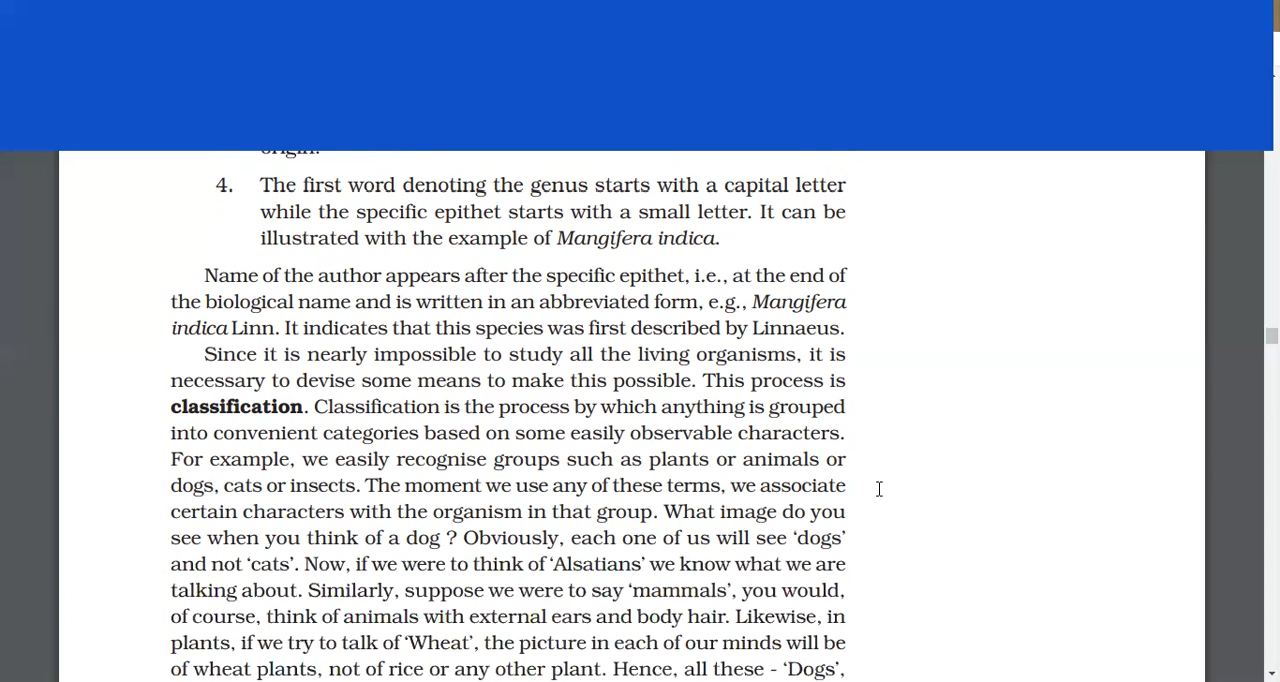 origin.
4. The first word denoting the genus starts with a capital letter
while the specific epithet starts with a small letter. It can be
illustrated with the example of Mangifera indica.
Name of the author appears after the specific epithet, i.e., at the end of
the biological name and is written in an abbreviated form, e.g., Mangifera
indica Linn. It indicates that this species was first described by Linnaeus.
Since it is nearly impossible to study all the living organisms, it is
necessary to devise some means to make this possible. This process is
classification. Classification is the process by which anything is grouped
into convenient categories based on some easily observable characters.
For example, we easily recognise groups such as plants or animals or
dogs, cats or insects. The moment we use any of these terms, we associate
certain characters with the organism in that group. What image do you
see when you think of a dog ? Obviously, each one of us will see ‘dogs’
and not ‘cats’. Now, if we were to think of ‘Alsatians’ we know what we are
talking about. Similarly, suppose we were to say ‘mammals’, you would,
of course, think of animals with external ears and body hair. Likewise, in
plants, if we try to talk of ‘Wheat’, the picture in each of our minds will be
of wheat plants, not of rice or any other plant. Hence, all these - ‘Dogs’,